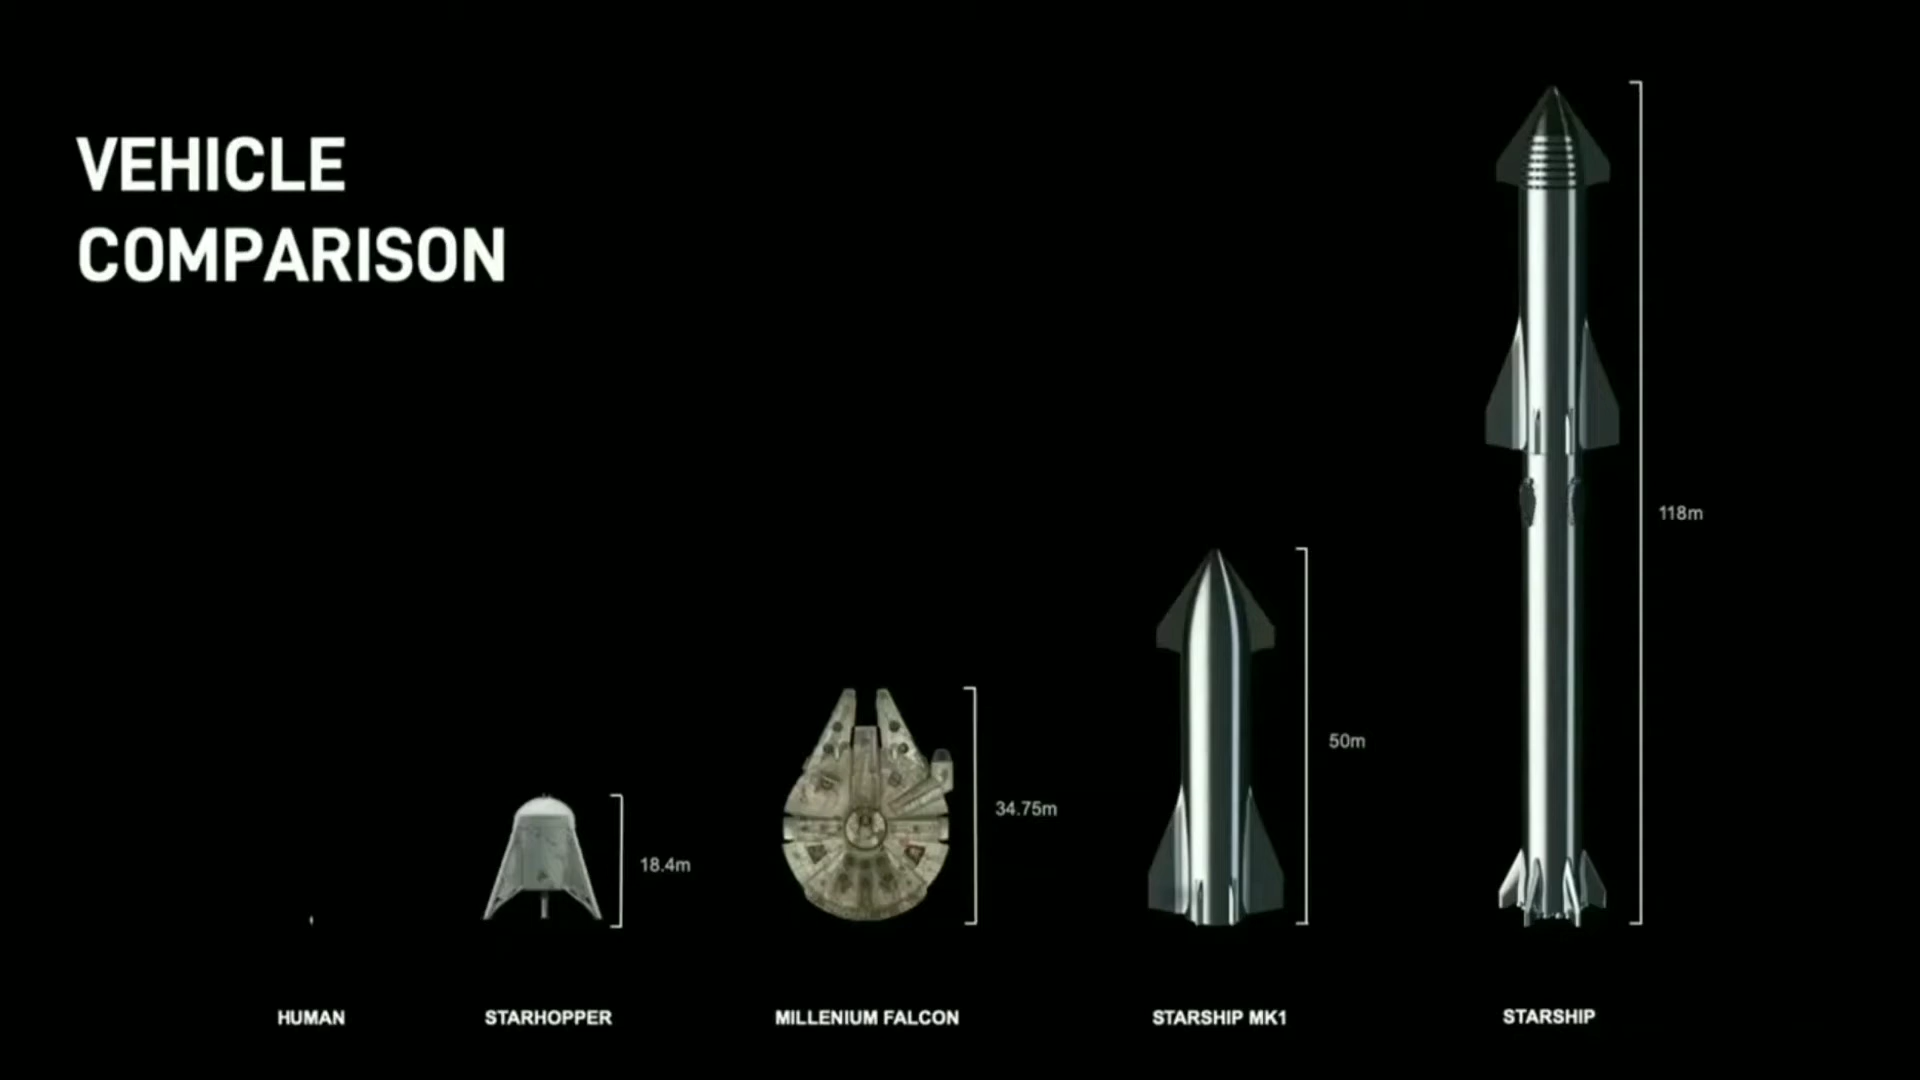 VEHICLE
COMPARISON
118m
50m
34.75m
18.4m
HUMAN
STARHOPPER
MILLENIUM FALCON
STARSHIP MK1
STARSHIP